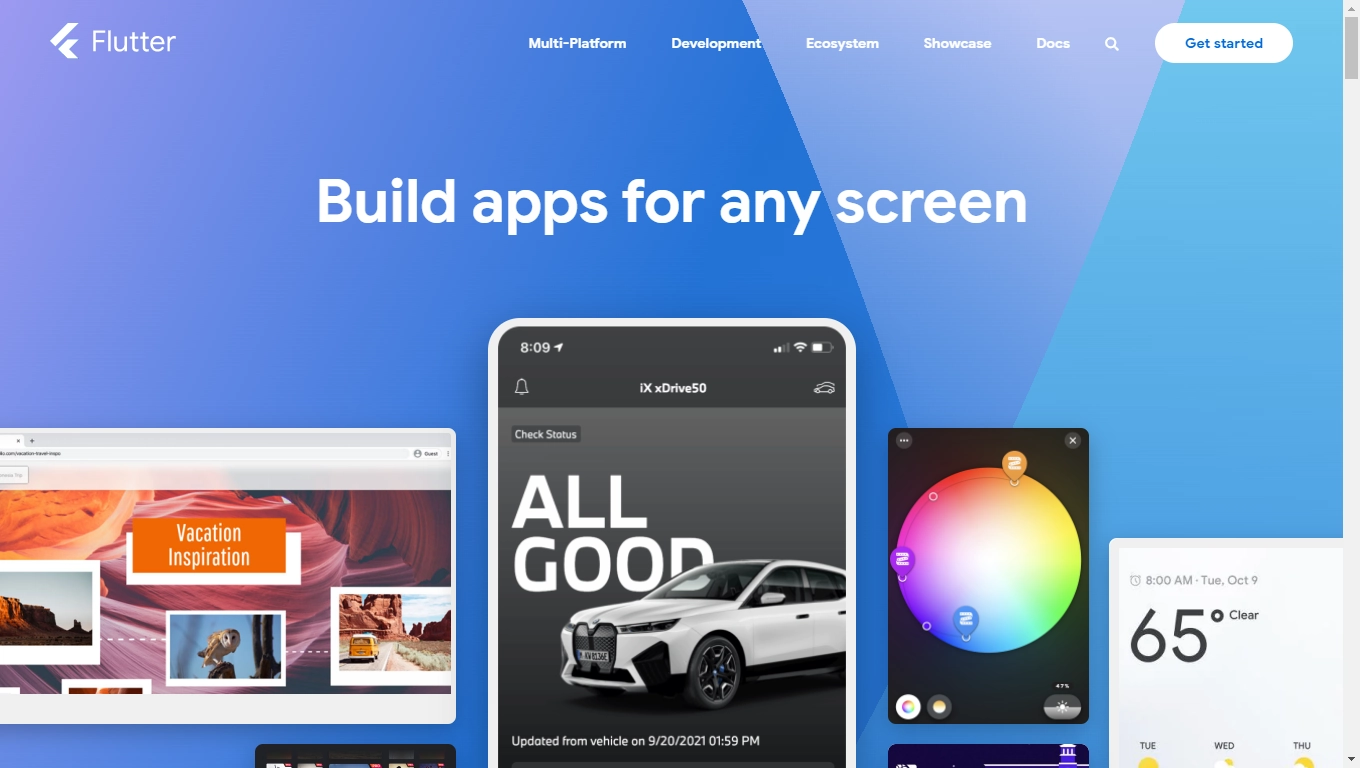 Flutter
Multi-Platform
Development
Ecosystem
Showcase
Docs
Get started
Build apps for any screen
8:09
iX xDrive50
Check Status
ALL
GOOD
Updated from vehicle on 9/20/2021 01:59 PM
Guest
Vacation
Inspiration
47%
8:00 AM · Tue, Oct 9
65° Clear
TUE
WED
THU